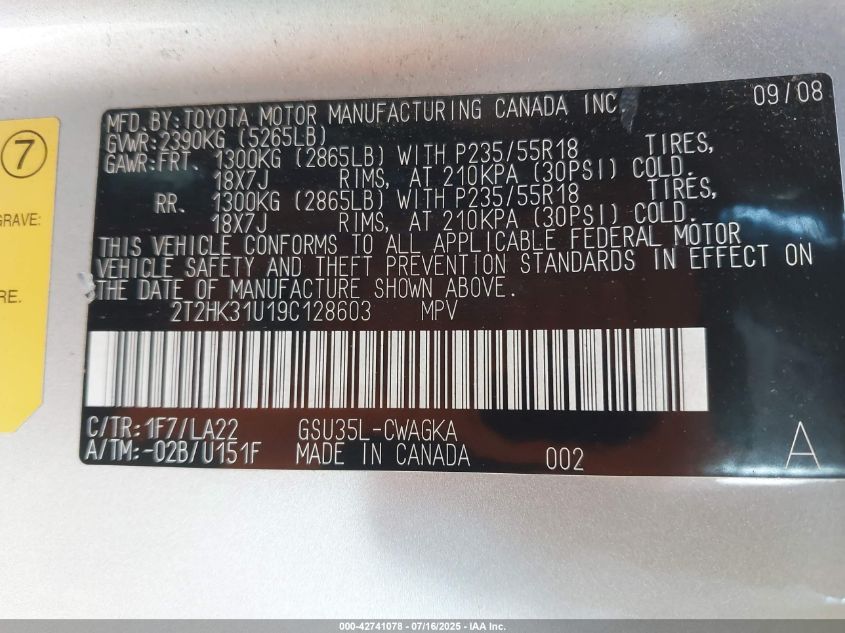 MFD. BY: TOYOTA MOTOR MANUFACTURING CANADA INC 09/08
GVWR: 2390KG (5265LB)
GAWR: FRT. 1300KG (2865LB) WITH P235/55R18 TIRES,
18X7J RIMS, AT 210KPA (30PSI) COLD.
RR. 1300KG (2865LB) WITH P235/55R18 TIRES,
18X7J RIMS, AT 210KPA (30PSI) COLD.
THIS VEHICLE CONFORMS TO ALL APPLICABLE FEDERAL MOTOR
VEHICLE SAFETY AND THEFT PREVENTION STANDARDS IN EFFECT ON
THE DATE OF MANUFACTURE SHOWN ABOVE.
2T2HK31U19C128603 MPV
C/TR: 1F7/LA22 GSU35L-CWAGKA
A/TM: -02B/U151F MADE IN CANADA 002 A
7
GRAVE:
RE.
000-42741078 - 07/16/2025 - IAA Inc.